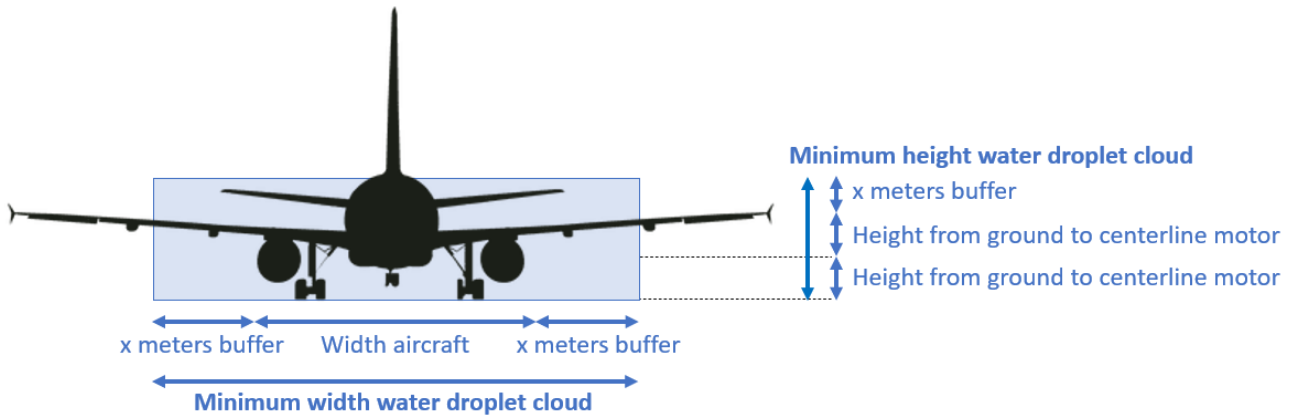 Minimum height water droplet cloud
x meters buffer
Height from ground to centerline motor
Height from ground to centerline motor
x meters buffer
Width aircraft
x meters buffer
Minimum width water droplet cloud